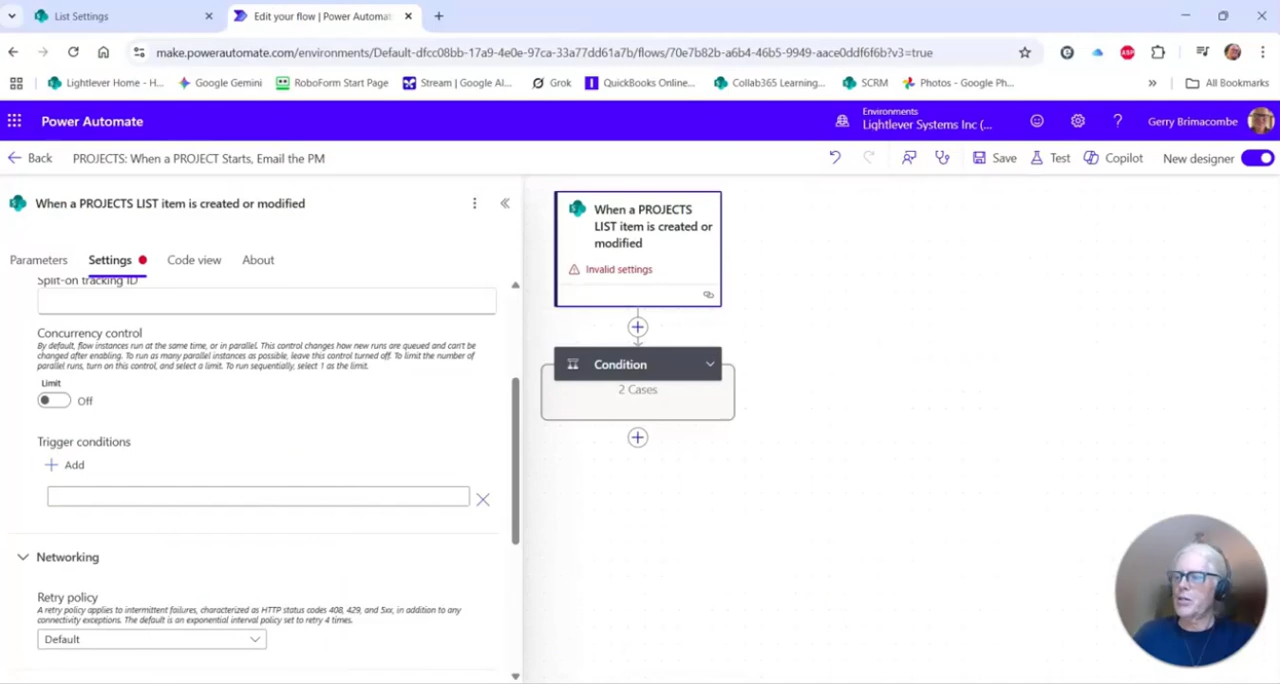 List Settings
Edit your flow | Power Automat
make.powerautomate.com/environments/Default-dfcc08bb-17a9-4e0e-97ca-33a77dd61a7b/flows/70e7b82b-a6b4-46b5-9949-aace0ddf6f6b?v3=true
Lightlever Home - H...
Google Gemini
RoboForm Start Page
Stream | Google AI...
Grok
QuickBooks Online...
Collab365 Learning...
SCRM
Photos - Google Ph...
»
All Bookmarks
Power Automate
Environments
Lightlever Systems Inc (...
Gerry Brimacombe
Back
PROJECTS: When a PROJECT Starts, Email the PM
Save
Test
Copilot
New designer
When a PROJECTS LIST item is created or modified
Parameters
Settings
Code view
About
Split-on tracking ID
Concurrency control
By default, flow instances run at the same time, or in parallel. This control changes how new runs are queued and can't be
changed after enabling. To run as many parallel instances as possible, leave this control turned off. To limit the number of
parallel runs, turn on this control, and select a limit. To run sequentially, select 1 as the limit.
Limit
Off
Trigger conditions
Add
Networking
Retry policy
A retry policy applies to intermittent failures, characterized as HTTP status codes 408, 429, and 5xx, in addition to any
connectivity exceptions. The default is an exponential interval policy set to retry 4 times.
Default
When a PROJECTS
LIST item is created or
modified
Invalid settings
Condition
2 Cases